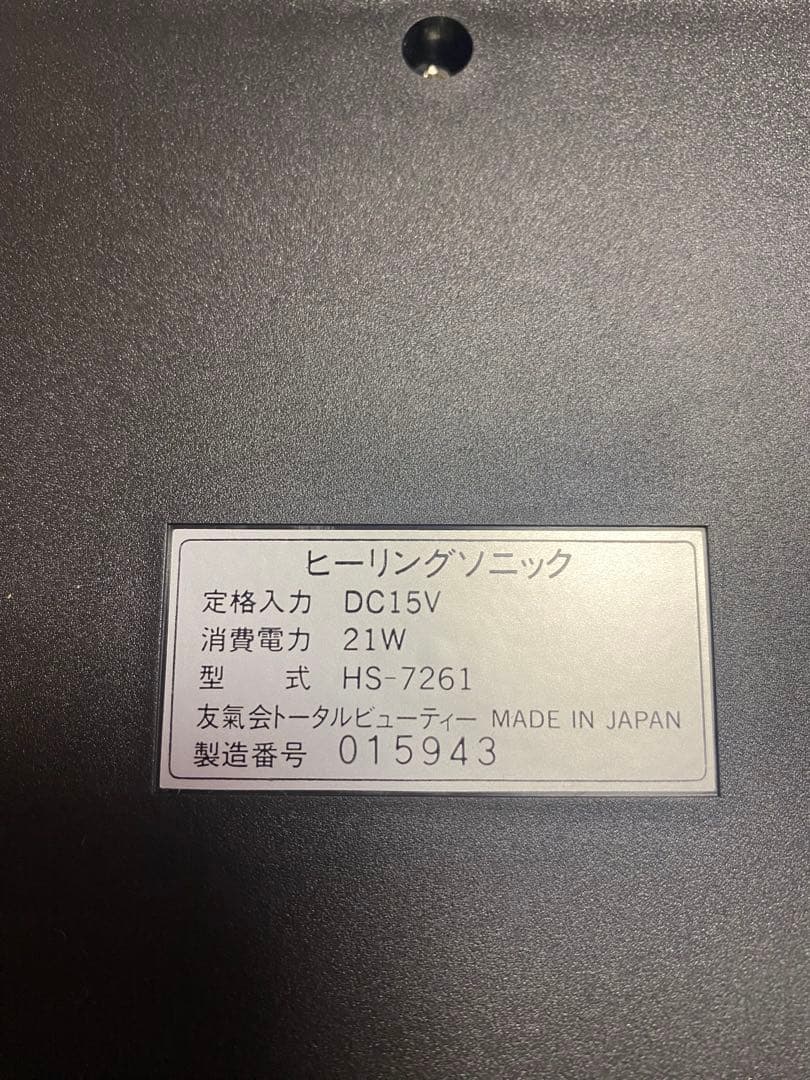 ヒーリングソニック
定格入力 DC15V
消費電力 21W
型 式 HS-7261
友氣会トータルビューティー MADE IN JAPAN
製造番号 015943